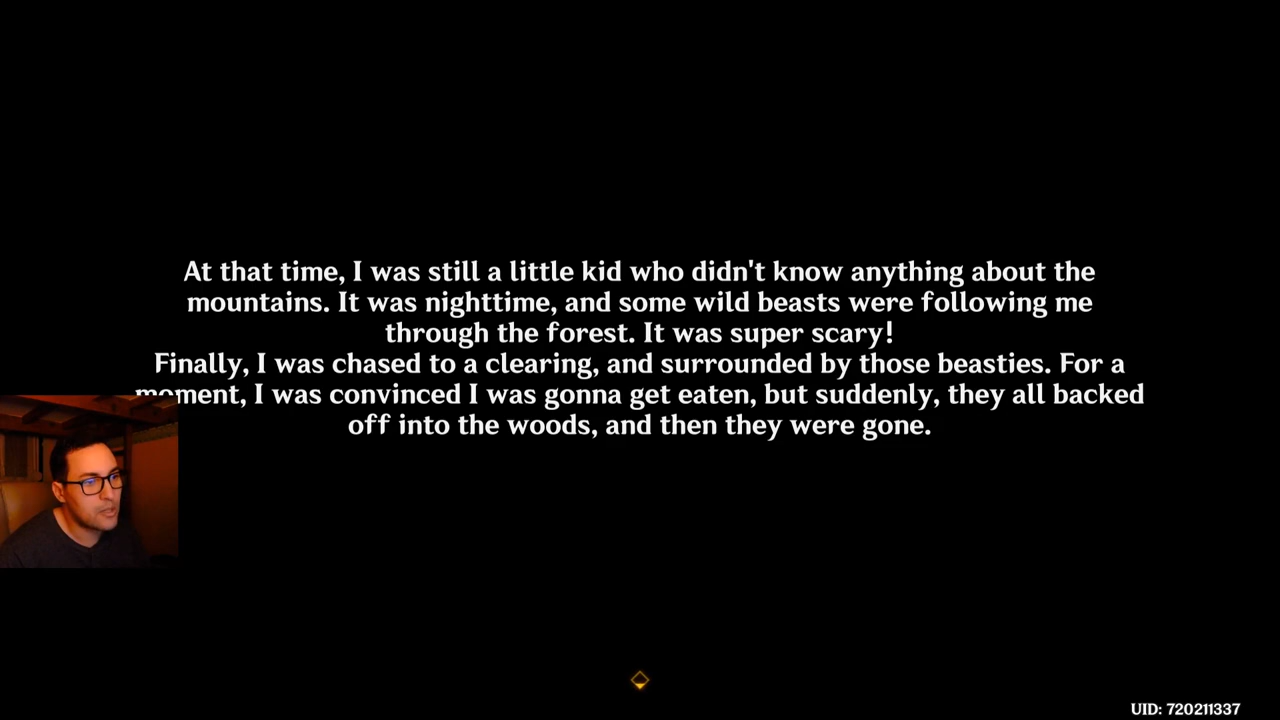 At that time, I was still a little kid who didn't know anything about the
mountains. It was nighttime, and some wild beasts were following me
through the forest. It was super scary!
Finally, I was chased to a clearing, and surrounded by those beasties. For a
moment, I was convinced I was gonna get eaten, but suddenly, they all backed
off into the woods, and then they were gone.
UID: 720211337